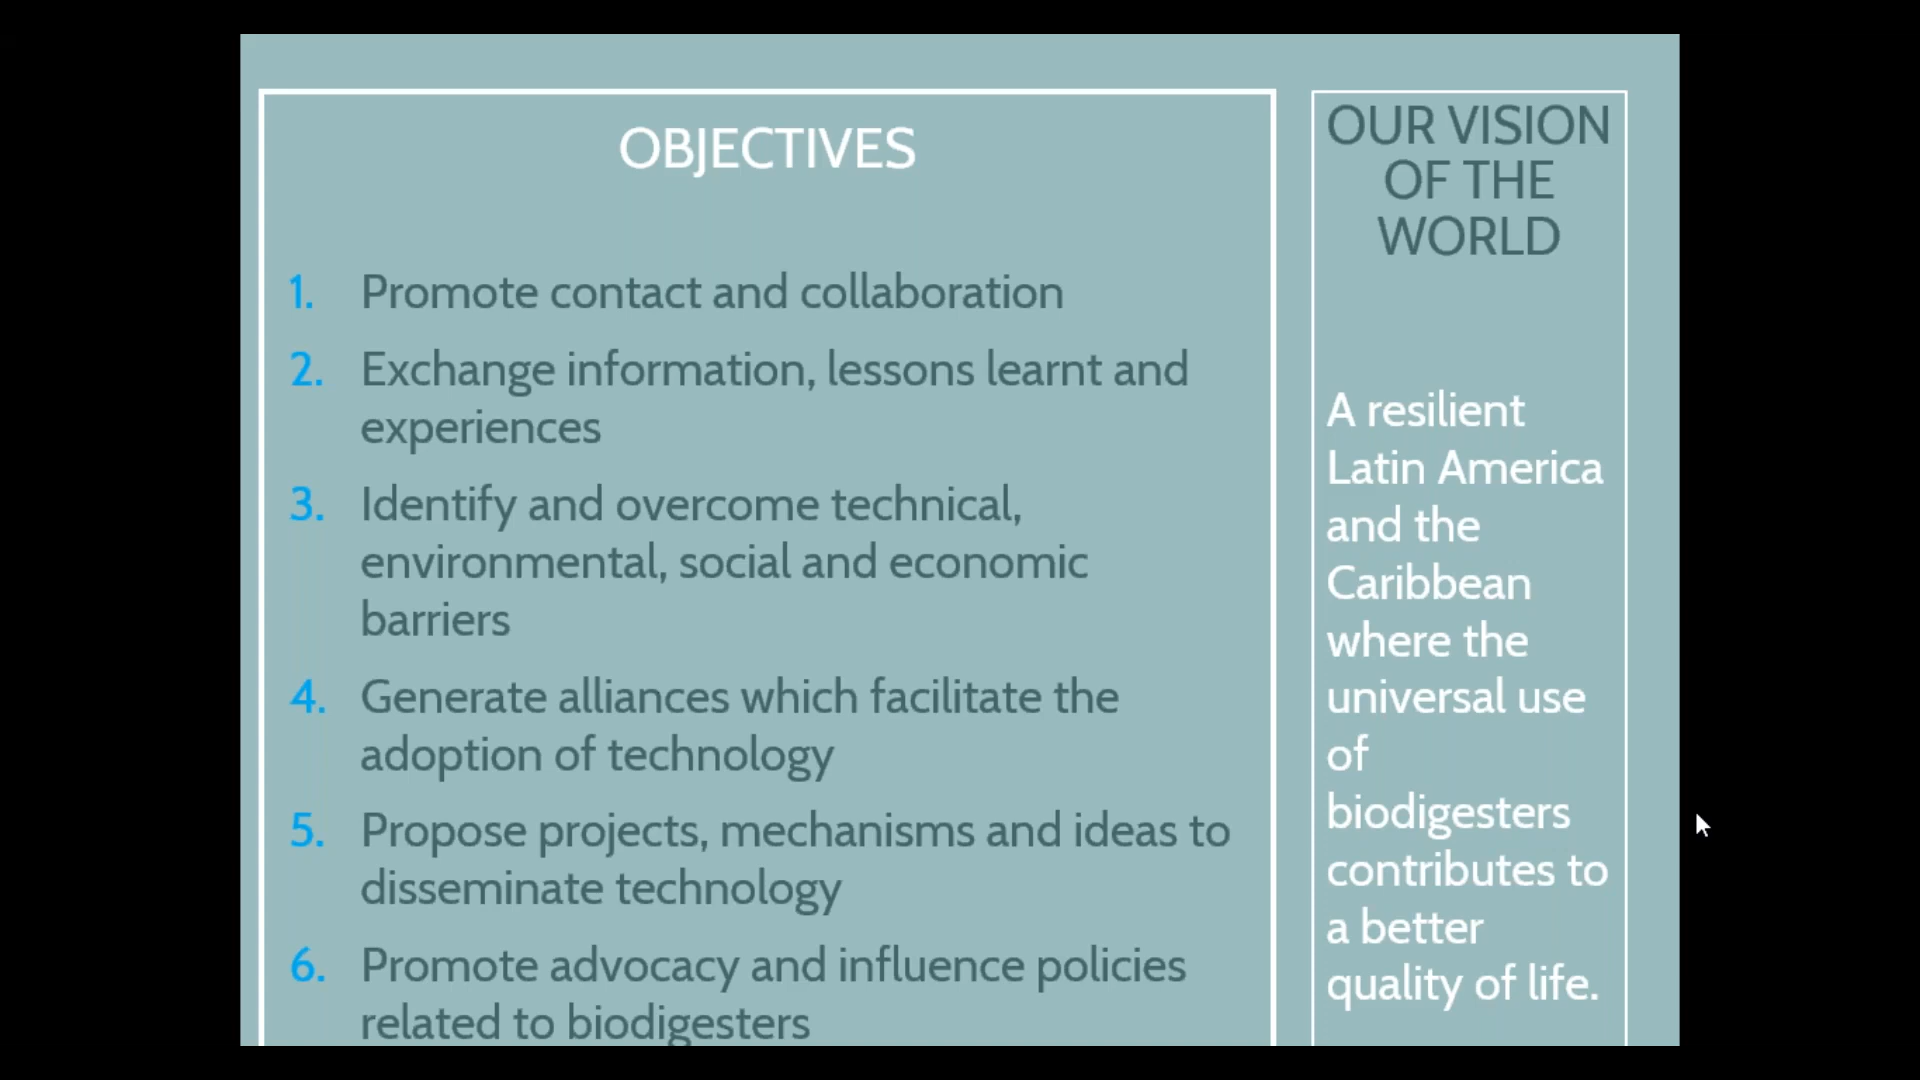 OBJECTIVES
1. Promote contact and collaboration
2. Exchange information, lessons learnt and
experiences
3. Identify and overcome technical,
environmental, social and economic
barriers
4. Generate alliances which facilitate the
adoption of technology
5. Propose projects, mechanisms and ideas to
disseminate technology
6. Promote advocacy and influence policies
related to biodigesters
OUR VISION
OF THE
WORLD
A resilient
Latin America
and the
Caribbean
where the
universal use
of
biodigesters
contributes to
a better
quality of life.